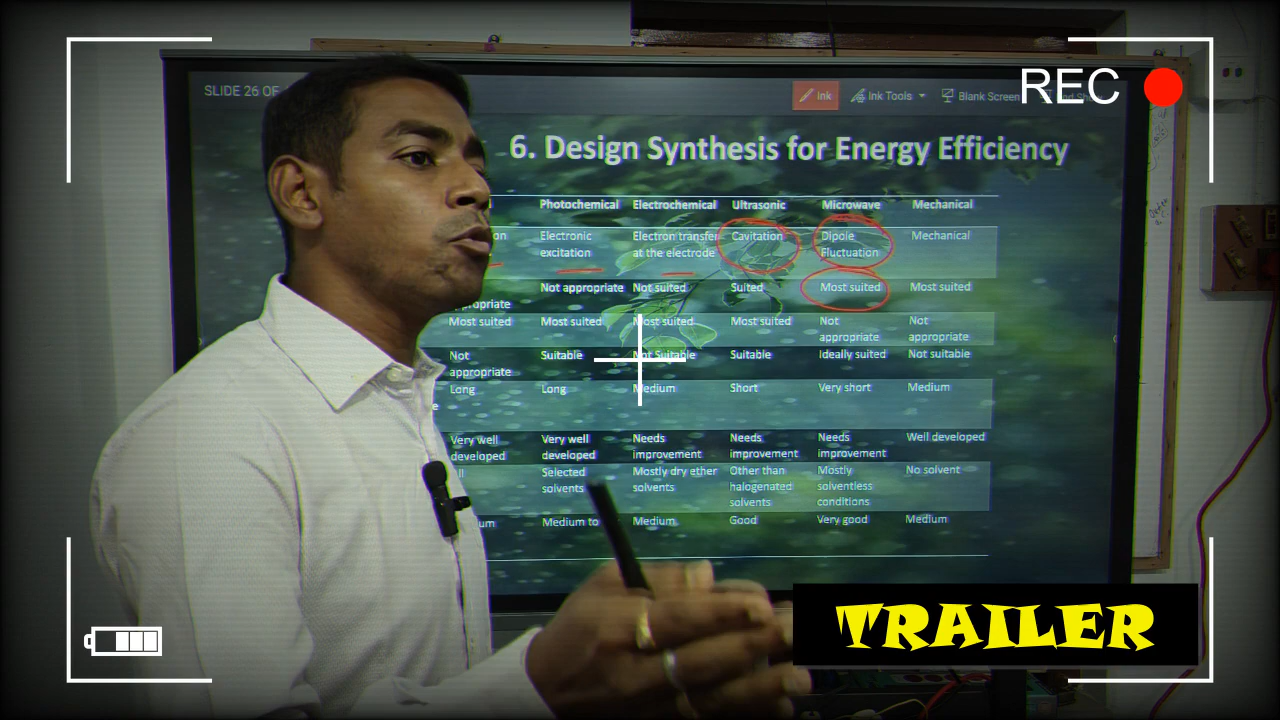 REC
SLIDE 26 OF
Ink
Ink Tools
Blank Screen
6. Design Synthesis for Energy Efficiency
Photochemical Electrochemical Ultrasonic Microwave Mechanical
Electronic Electron transfer Cavitation Dipole Mechanical
excitation at the electrode Fluctuation
Not appropriate Not suited Suited Most suited Most suited
Most suited Most suited Most suited Most suited Not Not
appropriate appropriate
Not Suitable Not Suitable Suitable Ideally suited Not suitable
appropriate
Long Long Medium Short Very short Medium
Very well Very well Needs Needs Needs Well developed
developed developed improvement improvement improvement
Selected Mostly dry ether Other than Mostly No solvent
solvents solvents halogenated solventless
solvents conditions
Medium to Medium Good Very good Medium
TRAILER